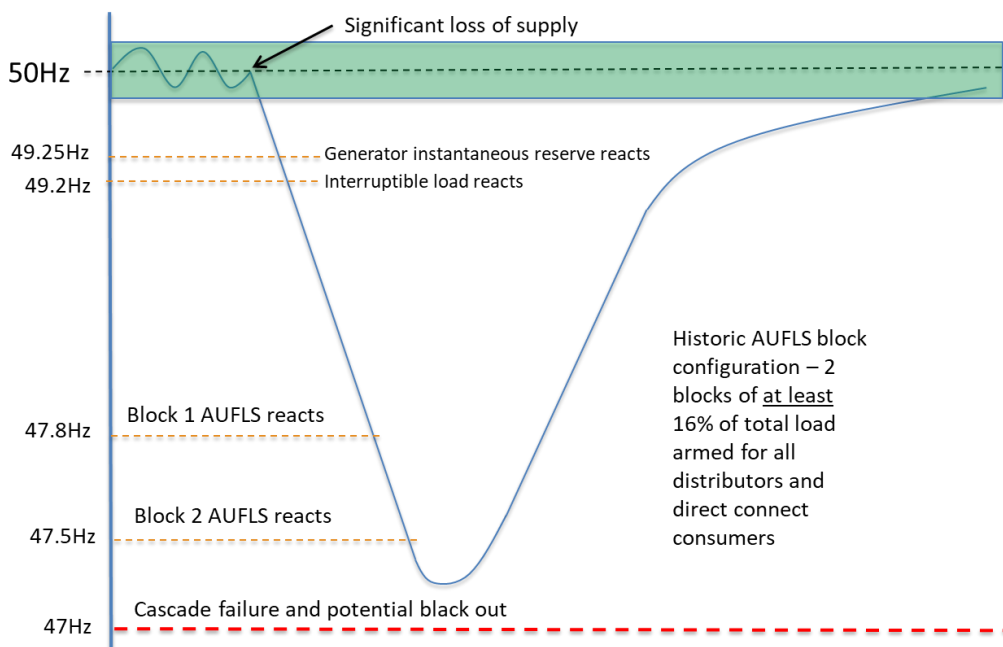 Significant loss of supply
50Hz
49.25Hz
Generator instantaneous reserve reacts
49.2Hz
Interruptible load reacts
Historic AUFLS block
configuration – 2
blocks of at least
16% of total load
armed for all
distributors and
direct connect
consumers
Block 1 AUFLS reacts
47.8Hz
Block 2 AUFLS reacts
47.5Hz
Cascade failure and potential black out
47Hz